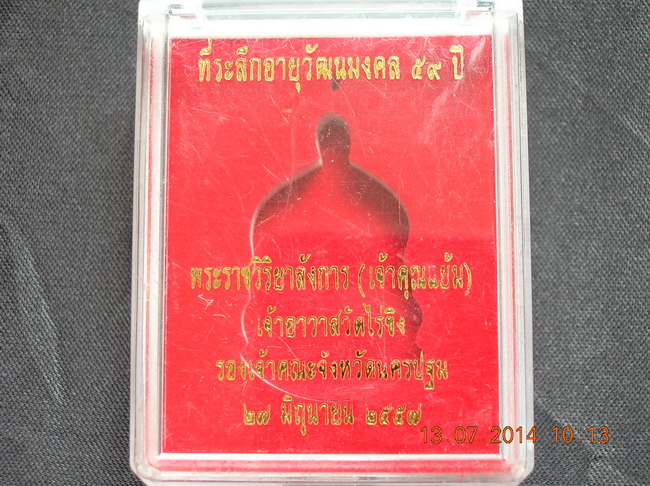 ที่ระลึกอายุวัฒนมงคล ๕๙ ปี
พระราชวิริยาลังการ (เจ้าคุณแย้ม)
เจ้าอาวาสวัดไร่ขิง
รองเจ้าคณะจังหวัดนครปฐม
๒๗ มิถุนายน ๒๕๕๗
13 07 2014 10:13